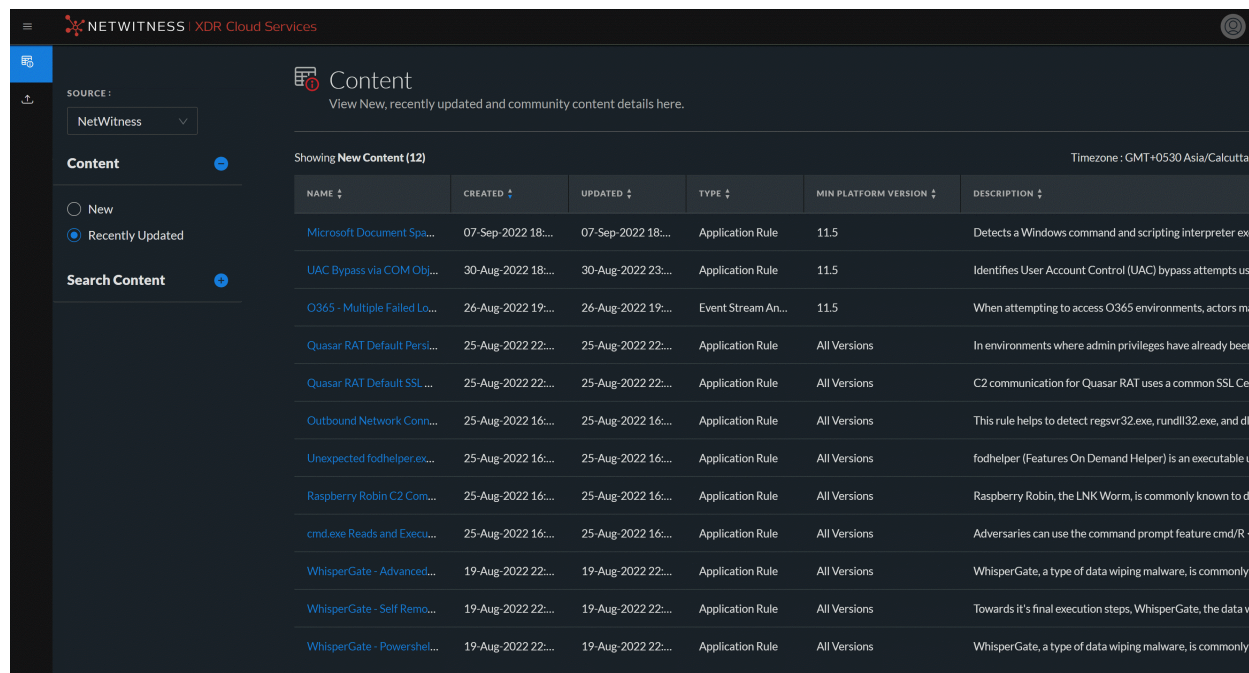 NETWITNESS | XDR Cloud Services
SOURCE:
NetWitness
Content
New
Recently Updated
Search Content
Content
View New, recently updated and community content details here.
Showing New Content (12)
Timezone : GMT+0530 Asia/Calcutta
NAME CREATED UPDATED TYPE MIN PLATFORM VERSION DESCRIPTION
Microsoft Document Spa... 07-Sep-2022 18:... 07-Sep-2022 18:... Application Rule 11.5 Detects a Windows command and scripting interpreter ex
UAC Bypass via COM Obj... 30-Aug-2022 18:... 30-Aug-2022 23:... Application Rule 11.5 Identifies User Account Control (UAC) bypass attempts us
O365 - Multiple Failed Lo... 26-Aug-2022 19:... 26-Aug-2022 19:... Event Stream An... 11.5 When attempting to access O365 environments, actors m
Quasar RAT Default Persi... 25-Aug-2022 22:... 25-Aug-2022 22:... Application Rule All Versions In environments where admin privileges have already bee
Quasar RAT Default SSL ... 25-Aug-2022 22:... 25-Aug-2022 22:... Application Rule All Versions C2 communication for Quasar RAT uses a common SSL Ce
Outbound Network Conn... 25-Aug-2022 16:... 25-Aug-2022 16:... Application Rule All Versions This rule helps to detect regsvr32.exe, rundll32.exe, and dl
Unexpected fodhelper.ex... 25-Aug-2022 16:... 25-Aug-2022 16:... Application Rule All Versions fodhelper (Features On Demand Helper) is an executable u
Raspberry Robin C2 Com... 25-Aug-2022 16:... 25-Aug-2022 16:... Application Rule All Versions Raspberry Robin, the LNK Worm, is commonly known to d
cmd.exe Reads and Execu... 25-Aug-2022 16:... 25-Aug-2022 16:... Application Rule All Versions Adversaries can use the command prompt feature cmd/R
WhisperGate - Advanced... 19-Aug-2022 22:... 19-Aug-2022 22:... Application Rule All Versions WhisperGate, a type of data wiping malware, is commonly
WhisperGate - Self Remo... 19-Aug-2022 22:... 19-Aug-2022 22:... Application Rule All Versions Towards it's final execution steps, WhisperGate, the data
WhisperGate - Powershel... 19-Aug-2022 22:... 19-Aug-2022 22:... Application Rule All Versions WhisperGate, a type of data wiping malware, is commonly